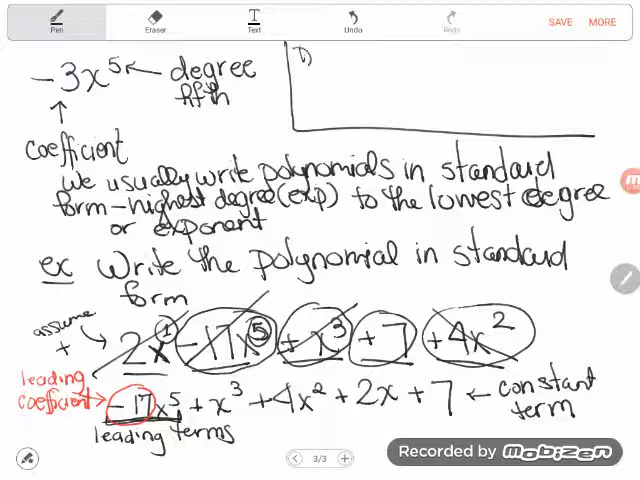 Pen Eraser Text Undo Redo SAVE MORE
-3x⁵ ← degree
fifth
coefficient
we usually write polynomials in standard
form - highest degree (exp) to the lowest degree
or exponent
ex Write the polynomial in standard
form
assume
+
2x¹ - 17x⁵ + x³ + 7 + 4x²
leading
coefficient → -17x⁵ + x³ + 4x² + 2x + 7 ← constant
term
leading terms
3/3
Recorded by mobizen